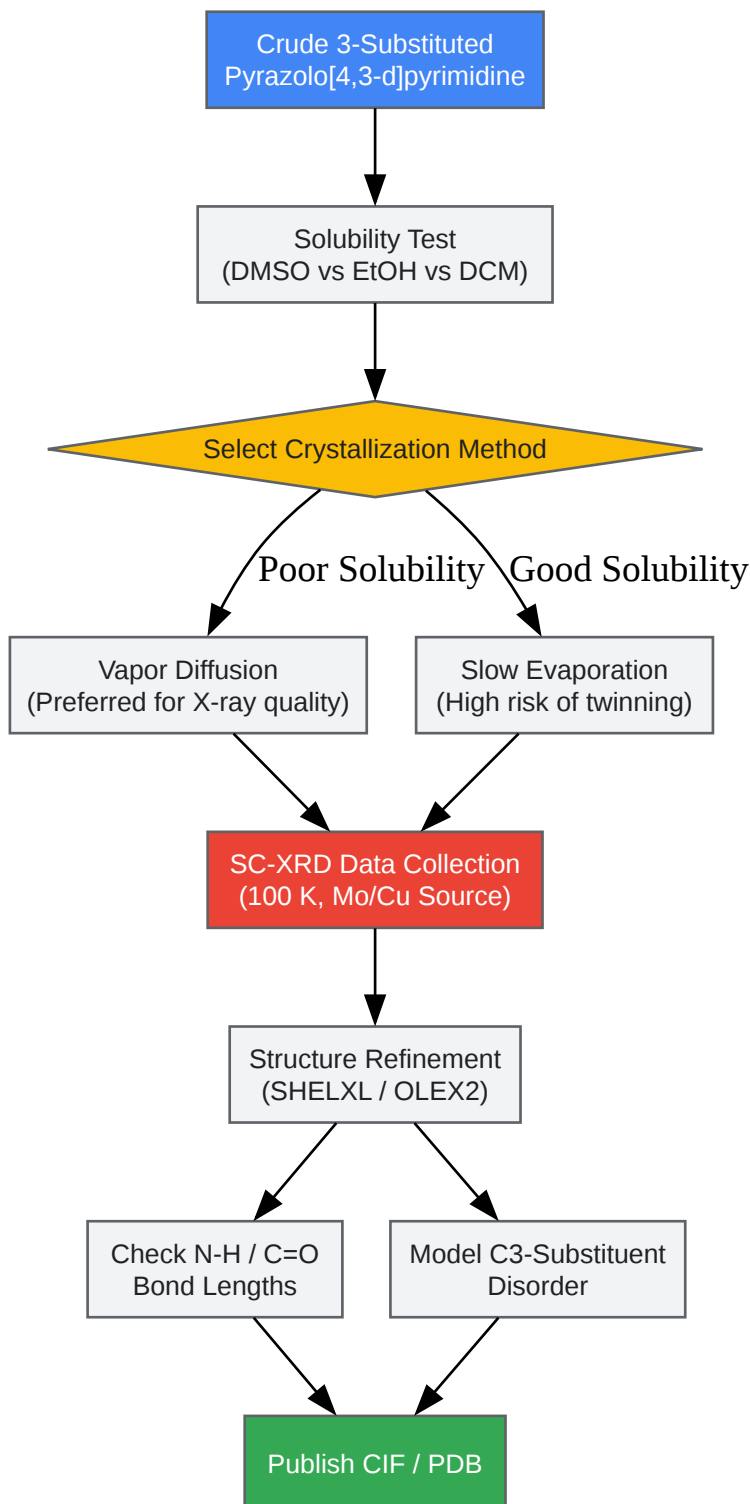 Crude 3-Substituted
Pyrazolo[4,3-d]pyrimidine
Solubility Test
(DMSO vs EtOH vs DCM)
Select Crystallization Method
Poor Solubility
Good Solubility
Vapor Diffusion
(Preferred for X-ray quality)
Slow Evaporation
(High risk of twinning)
SC-XRD Data Collection
(100 K, Mo/Cu Source)
Structure Refinement
(SHELXL / OLEX2)
Check N-H / C=O
Bond Lengths
Model C3-Substituent
Disorder
Publish CIF / PDB